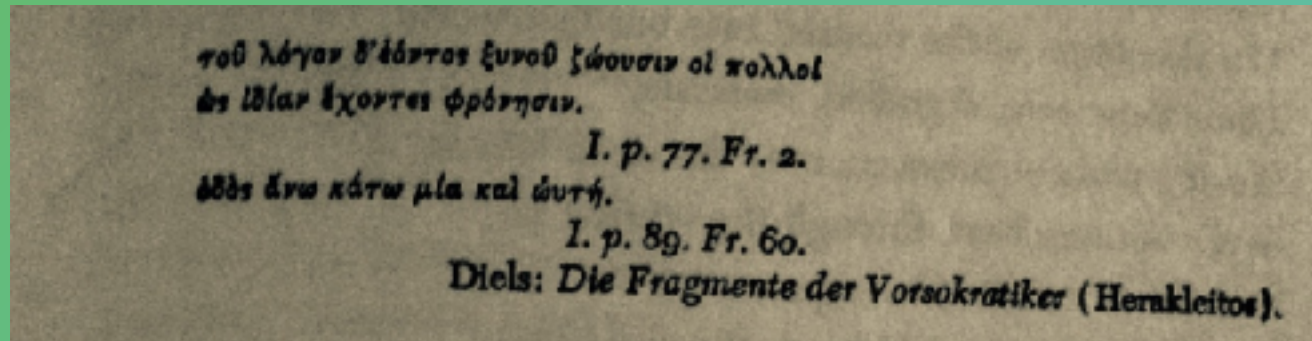 τοῦ λόγου δ’ἐόντος ξυνοῦ ζώουσιν οἱ πολλοί
ὡς ἰδίαν ἔχοντες φρόνησιν.
I. p. 77. Fr. 2.
ὁδὸς ἄνω κάτω μία καὶ ὡυτή.
I. p. 89. Fr. 60.
Diels: Die Fragmente der Vorsokratiker (Herakleitos).